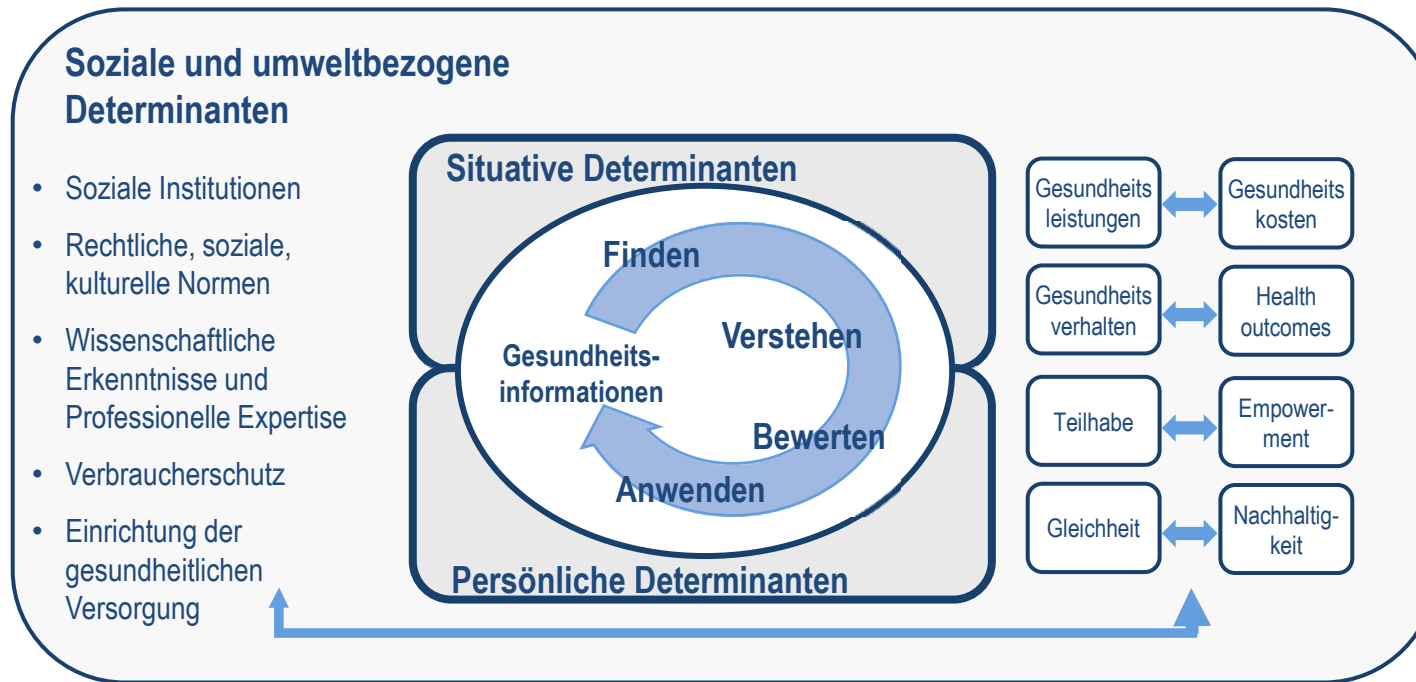 Soziale und umweltbezogene
Determinanten
• Soziale Institutionen
• Rechtliche, soziale,
kulturelle Normen
• Wissenschaftliche
Erkenntnisse und
Professionelle Expertise
• Verbraucherschutz
• Einrichtung der
gesundheitlichen
Versorgung
Situative Determinanten
Finden
Verstehen
Gesundheits-
informationen
Bewerten
Anwenden
Persönliche Determinanten
Gesundheits
leistungen
Gesundheits
kosten
Gesundheits
verhalten
Health
outcomes
Teilhabe
Empower-
ment
Gleichheit
Nachhaltig-
keit